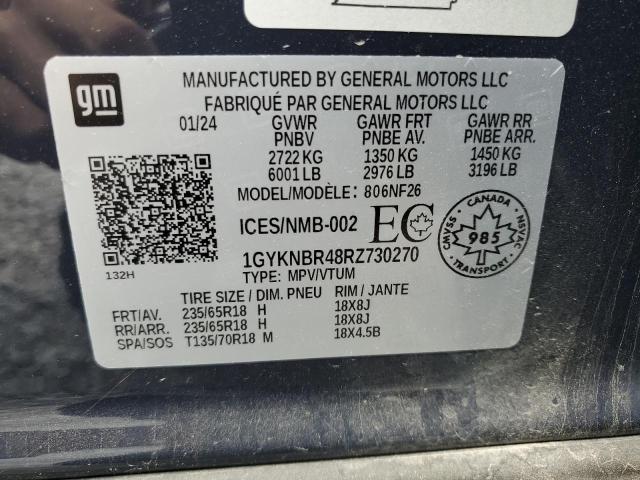 gm
MANUFACTURED BY GENERAL MOTORS LLC
FABRIQUÉ PAR GENERAL MOTORS LLC
01/24 GVWR GAWR FRT GAWR RR
PNBV PNBE AV. PNBE ARR.
2722 KG 1350 KG 1450 KG
6001 LB 2976 LB 3196 LB
MODEL/MODÈLE: 806NF26
ICES/NMB-002 EC
CANADA
CMVSS NSVAC
985
TRANSPORT
1GYKNBR48RZ730270
132H
TYPE: MPV/VTUM
TIRE SIZE / DIM. PNEU RIM / JANTE
FRT/AV. 235/65R18 H 18X8J
RR/ARR. 235/65R18 H 18X8J
SPA/SOS T135/70R18 M 18X4.5B